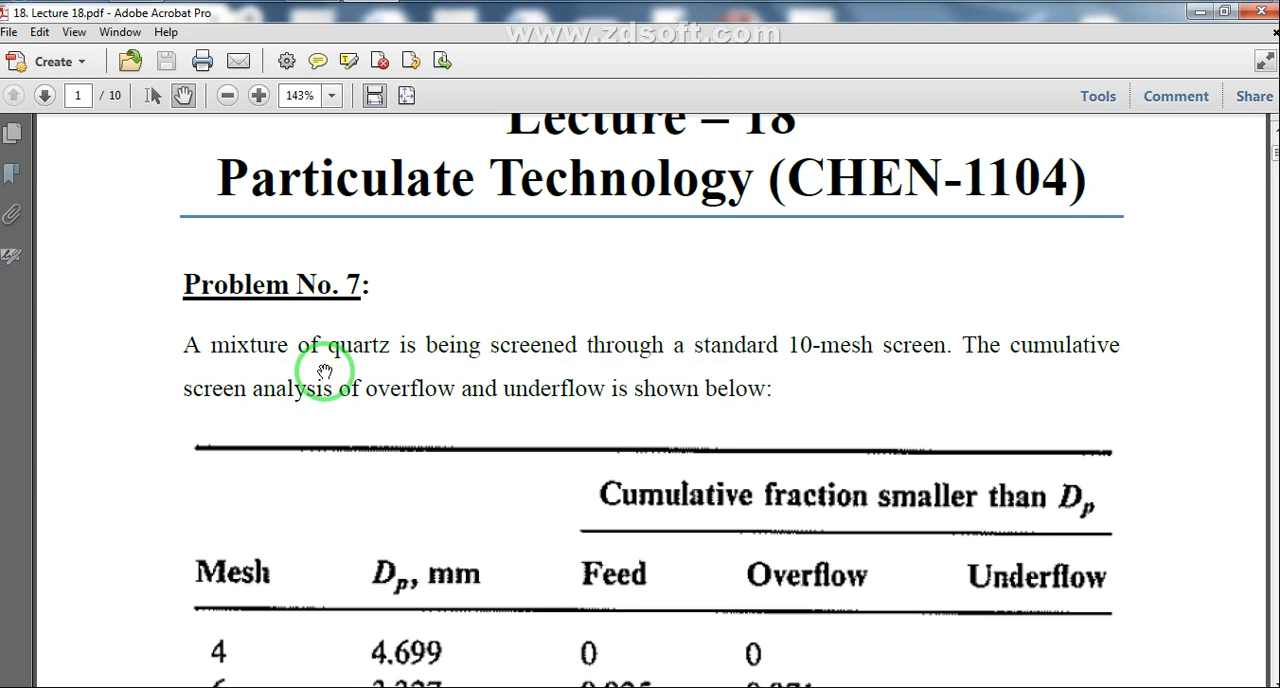 18. Lecture 18.pdf - Adobe Acrobat Pro
File Edit View Window Help
www.zdsoft.com
Create
1 / 10 143% Tools Comment Share
Lecture – 18
Particulate Technology (CHEN-1104)
Problem No. 7:
A mixture of quartz is being screened through a standard 10-mesh screen. The cumulative
screen analysis of overflow and underflow is shown below:
Cumulative fraction smaller than Dp
Mesh Dp, mm Feed Overflow Underflow
4 4.699 0 0